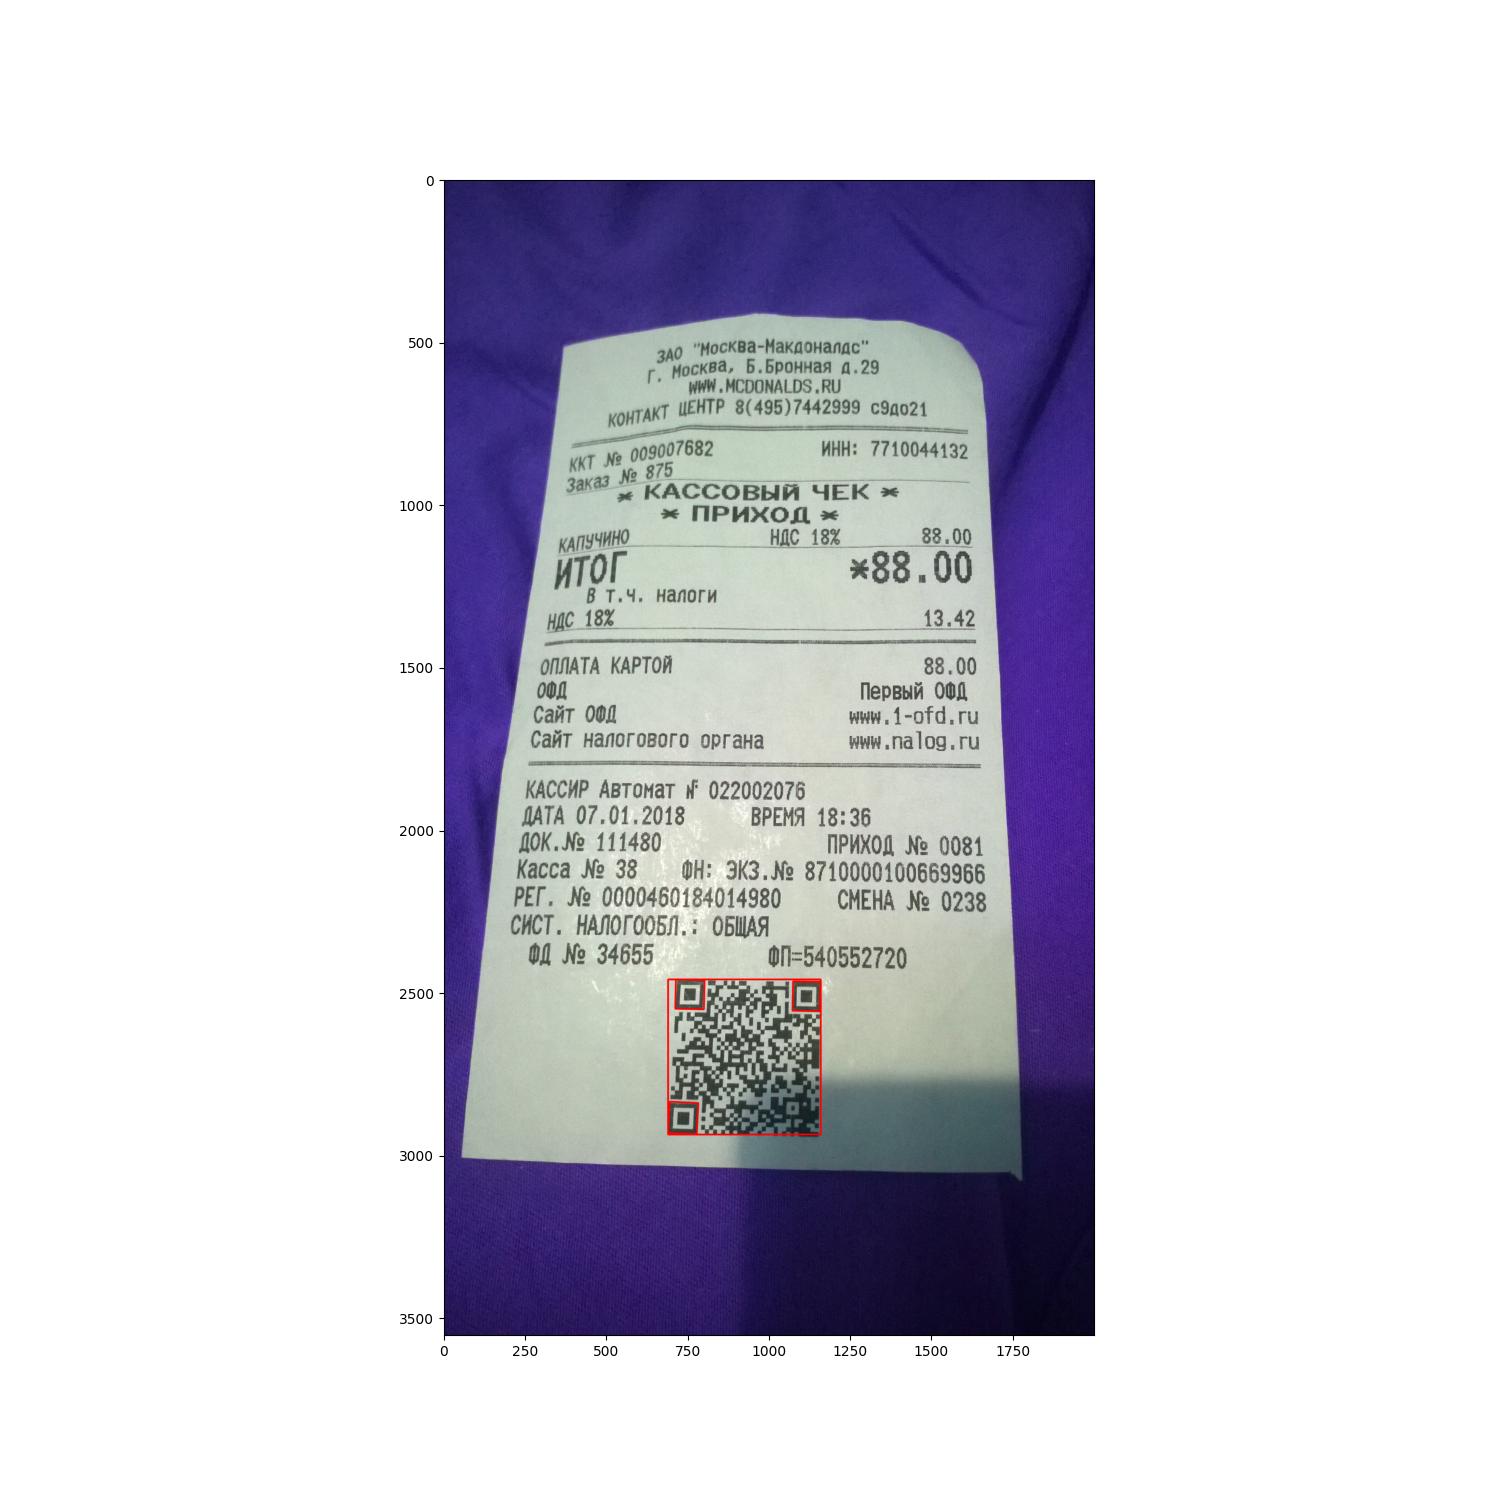 ЗАО "Москва-Макдоналдс"
Г. Москва, Б.Бронная д.29
WWW.MCDONALDS.RU
КОНТАКТ ЦЕНТР 8(495)7442999 с9до21
ККТ № 009007682 ИНН: 7710044132
Заказ № 875
* КАССОВЫЙ ЧЕК *
* ПРИХОД *
КАПУЧИНО НДС 18% 88.00
ИТОГ *88.00
В т.ч. налоги
НДС 18% 13.42
ОПЛАТА КАРТОЙ 88.00
ОФД Первый ОФД
Сайт ОФД www.1-ofd.ru
Сайт налогового органа www.nalog.ru
КАССИР Автомат № 022002076
ДАТА 07.01.2018 ВРЕМЯ 18:36
ДОК.№ 111480 ПРИХОД № 0081
Касса № 38 ФН: ЭКЗ.№ 8710000100669966
РЕГ. № 0000460184014980 СМЕНА № 0238
СИСТ. НАЛОГООБЛ.: ОБЩАЯ
ФД № 34655 ФП=540552720
0
500
1000
1500
2000
2500
3000
3500
0 250 500 750 1000 1250 1500 1750